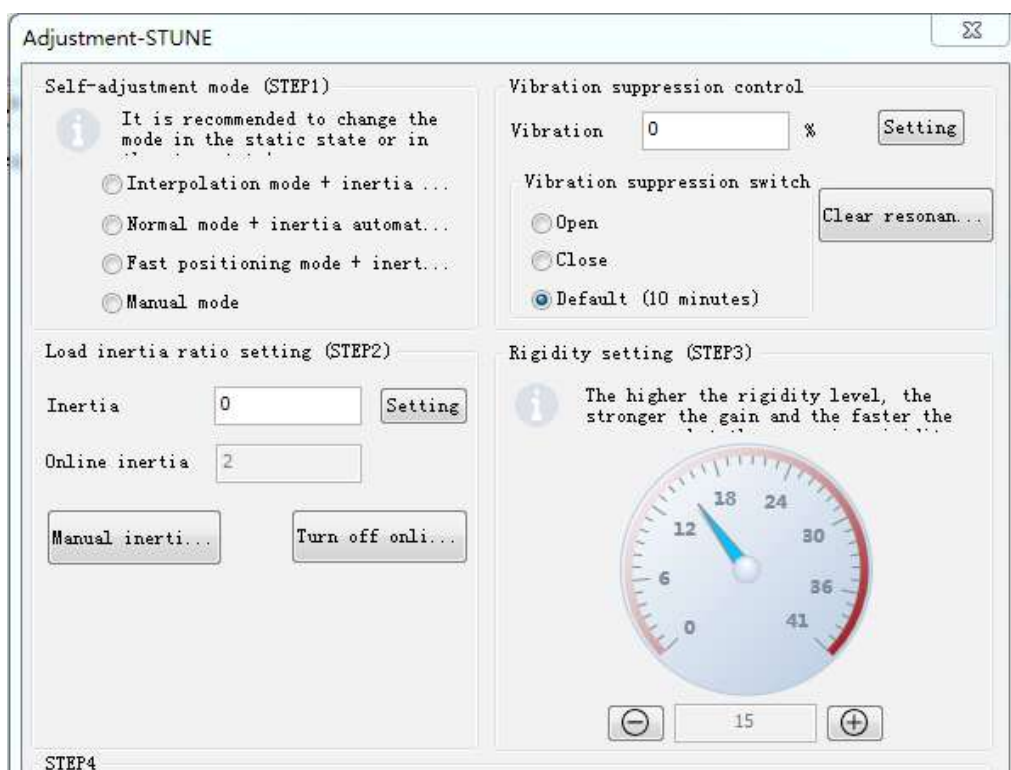 Adjustment-STUNE
Self-adjustment mode (STEP1)
It is recommended to change the
mode in the static state or in
Interpolation mode + inertia ...
Normal mode + inertia automat...
Fast positioning mode + inert...
Manual mode
Vibration suppression control
Vibration 0 % Setting
Vibration suppression switch
Open
Close
Default (10 minutes)
Clear resonan...
Load inertia ratio setting (STEP2)
Inertia 0 Setting
Online inertia 2
Manual inerti...
Turn off onli...
Rigidity setting (STEP3)
The higher the rigidity level, the
stronger the gain and the faster the
0
6
12
18
24
30
36
41
15
STEP4